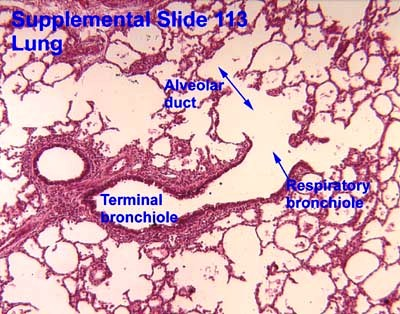 Supplemental Slide 113
Lung
Alveolar
duct
Respiratory
bronchiole
Terminal
bronchiole